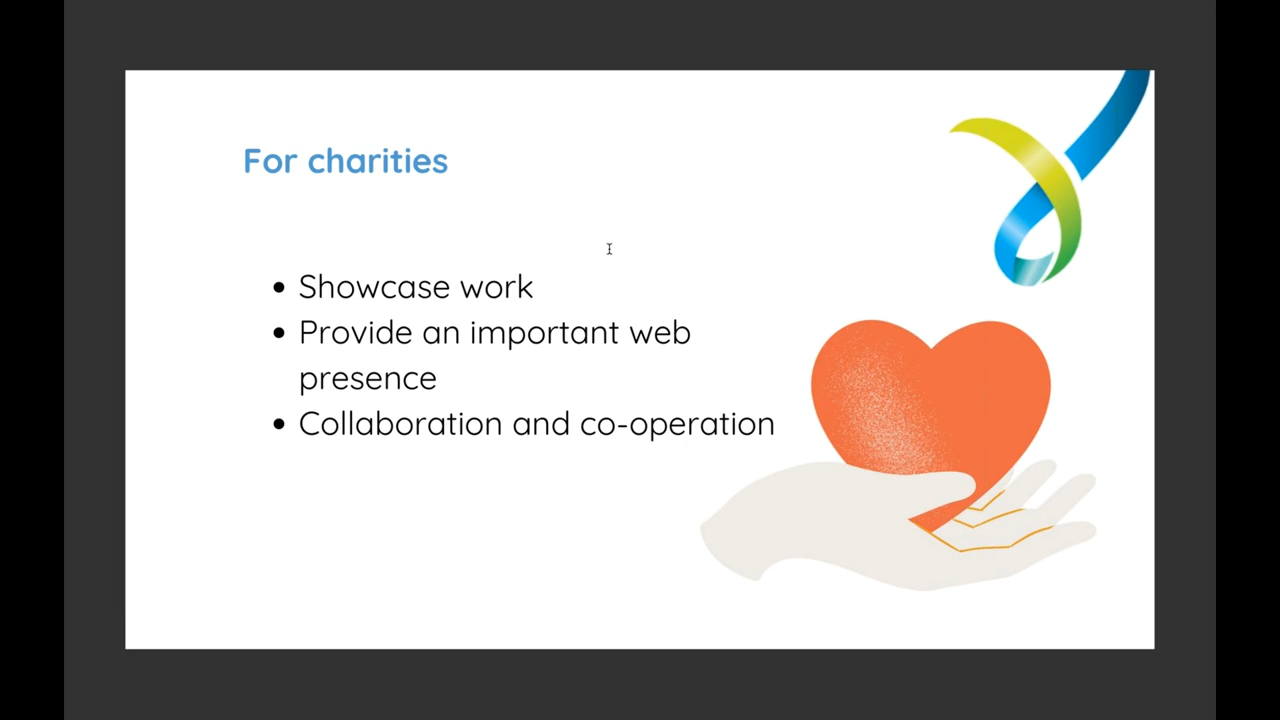 For charities
• Showcase work
• Provide an important web
presence
• Collaboration and co-operation